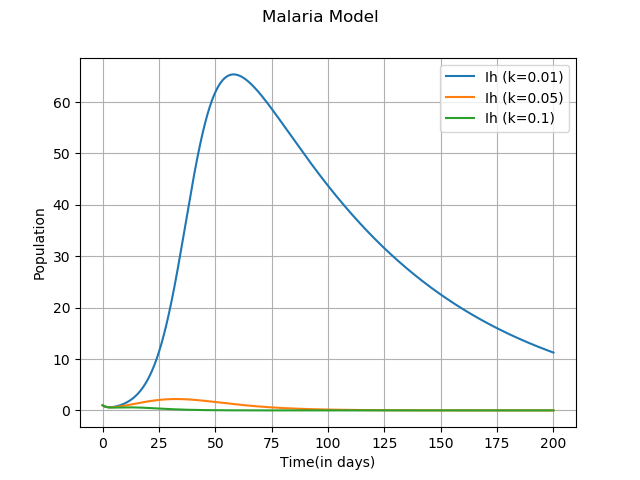 Malaria Model
Ih (k=0.01)
Ih (k=0.05)
Ih (k=0.1)
60
50
40
30
20
10
0
Population
0 25 50 75 100 125 150 175 200
Time(in days)